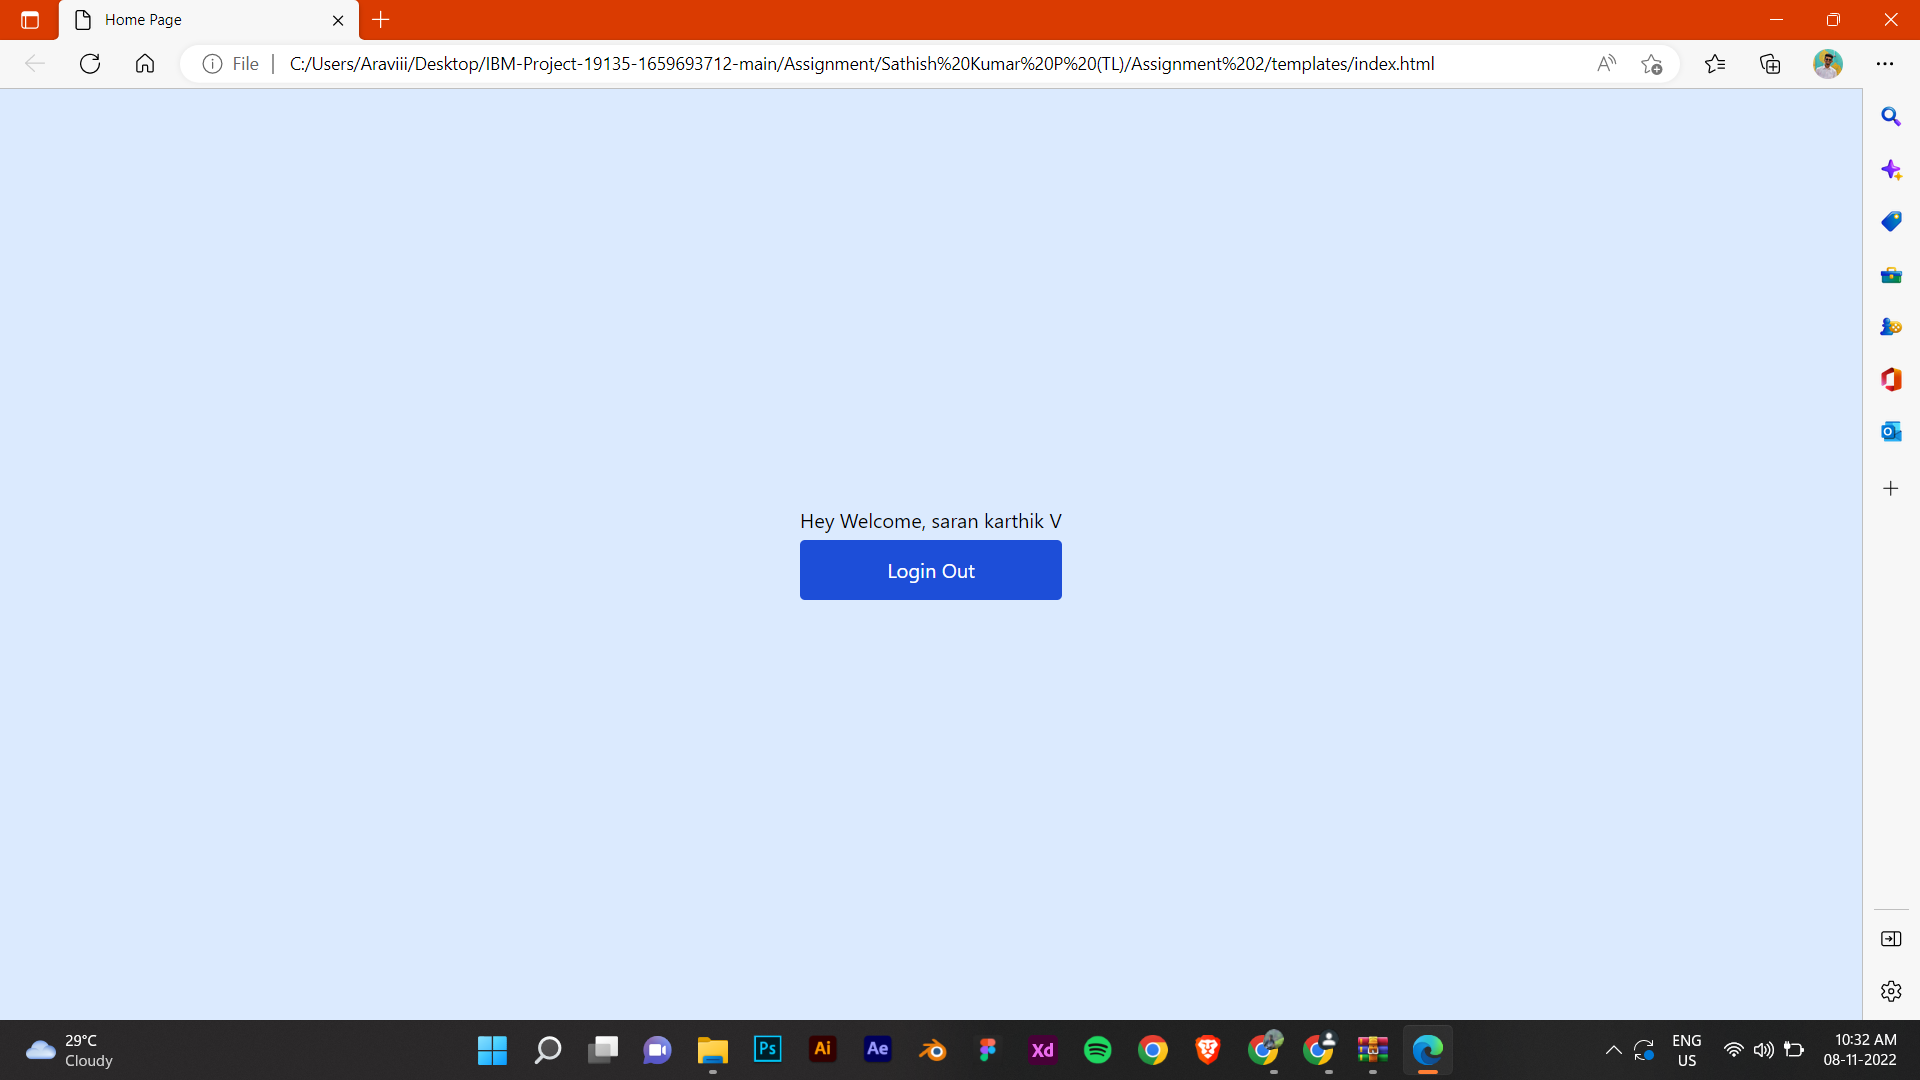 Home Page
File
C:/Users/Araviii/Desktop/IBM-Project-19135-1659693712-main/Assignment/Sathish%20Kumar%20P%20(TL)/Assignment%202/templates/index.html
Hey Welcome, saran karthik V
Login Out
29°C
Cloudy
Ps
Ai
Ae
Xd
ENG
US
10:32 AM
08-11-2022